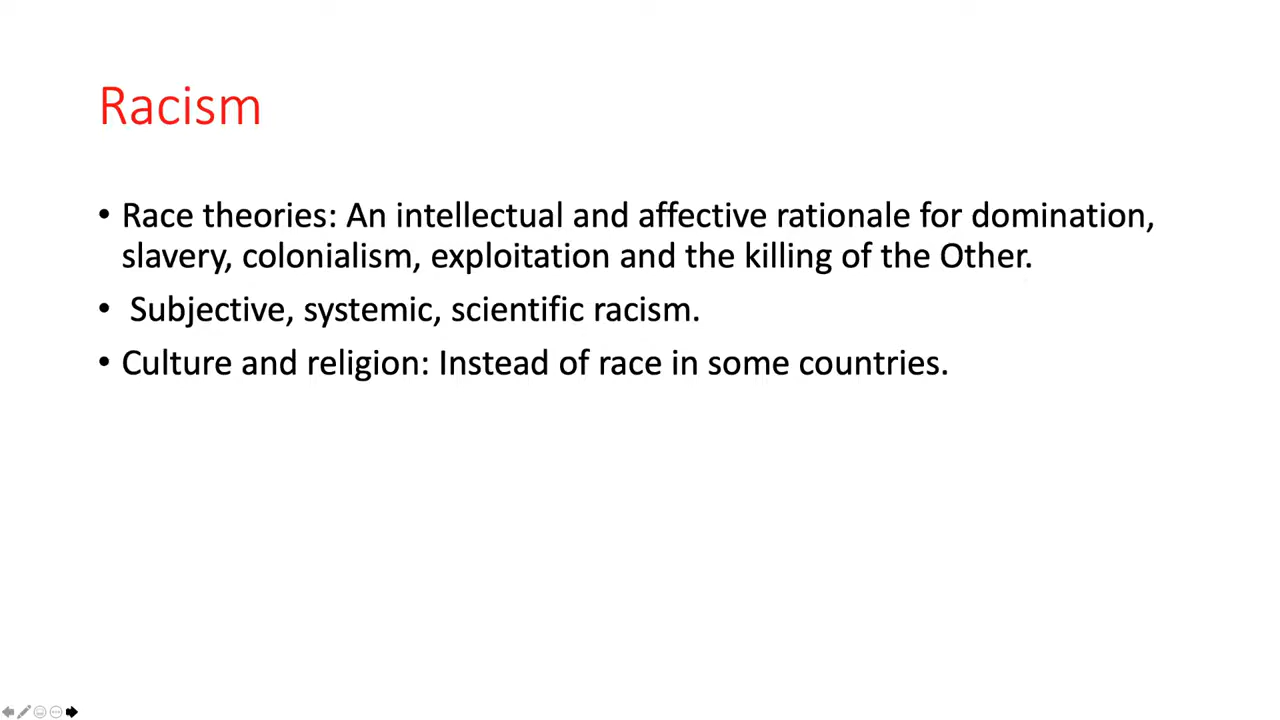 Racism
• Race theories: An intellectual and affective rationale for domination,
slavery, colonialism, exploitation and the killing of the Other.
• Subjective, systemic, scientific racism.
• Culture and religion: Instead of race in some countries.